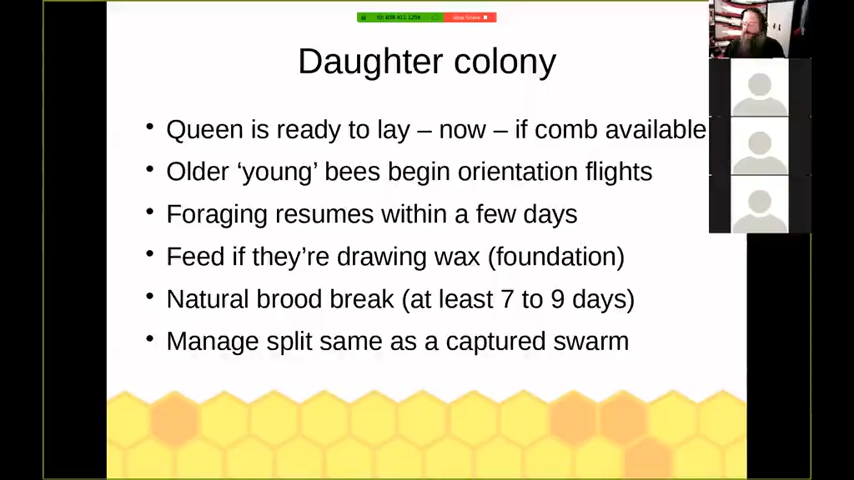 Daughter colony
• Queen is ready to lay – now – if comb available
• Older ‘young’ bees begin orientation flights
• Foraging resumes within a few days
• Feed if they’re drawing wax (foundation)
• Natural brood break (at least 7 to 9 days)
• Manage split same as a captured swarm